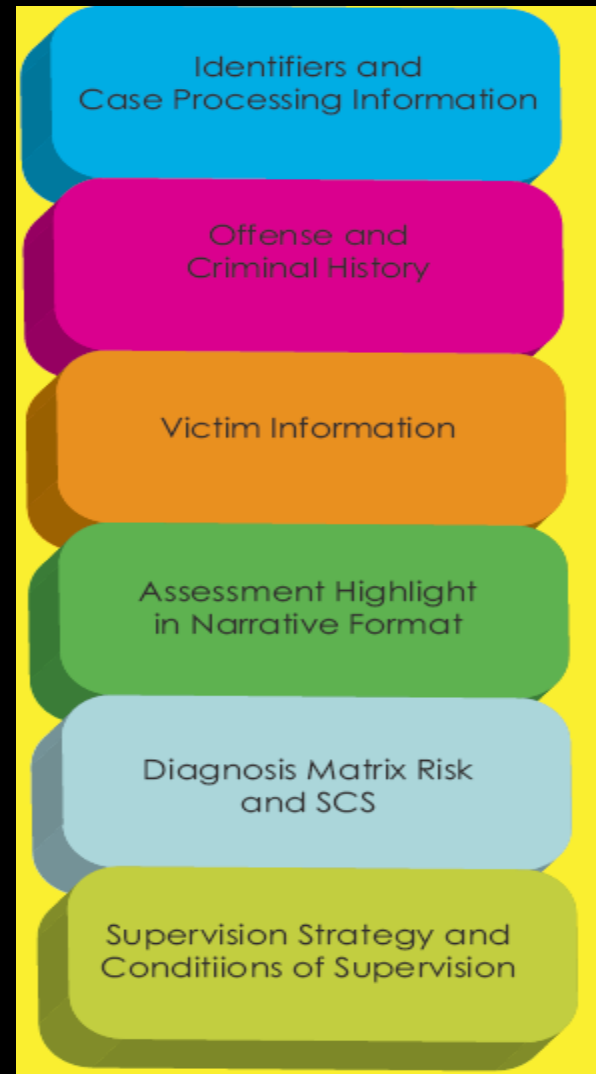 Identifiers and
Case Processing Information
Offense and
Criminal History
Victim Information
Assessment Highlight
in Narrative Format
Diagnosis Matrix Risk
and SCS
Supervision Strategy and
Conditiions of Supervision